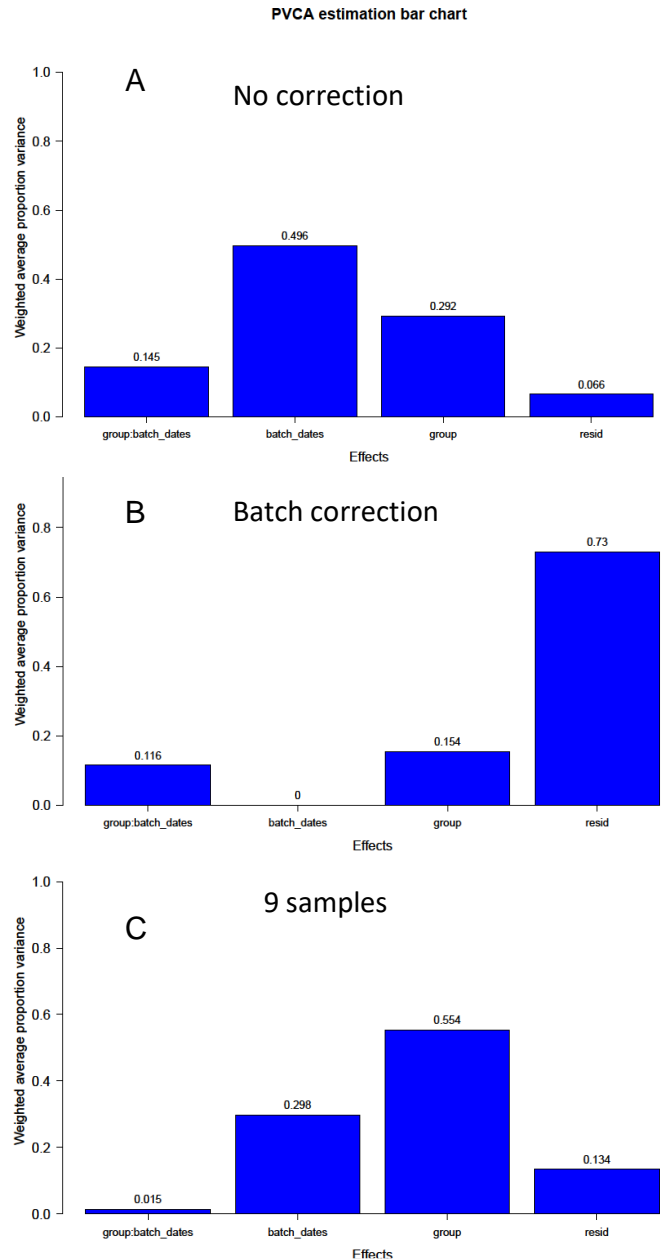 PVCA estimation bar chart
A
No correction
Weighted average proportion variance
1.0
0.8
0.6
0.4
0.2
0.0
0.145
0.496
0.292
0.066
group:batch_dates batch_dates group resid
Effects
B
Batch correction
Weighted average proportion variance
0.8
0.6
0.4
0.2
0.0
0.116
0
0.154
0.73
group:batch_dates batch_dates group resid
Effects
C
9 samples
Weighted average proportion variance
1.0
0.8
0.6
0.4
0.2
0.0
0.015
0.298
0.554
0.134
group:batch_dates batch_dates group resid
Effects